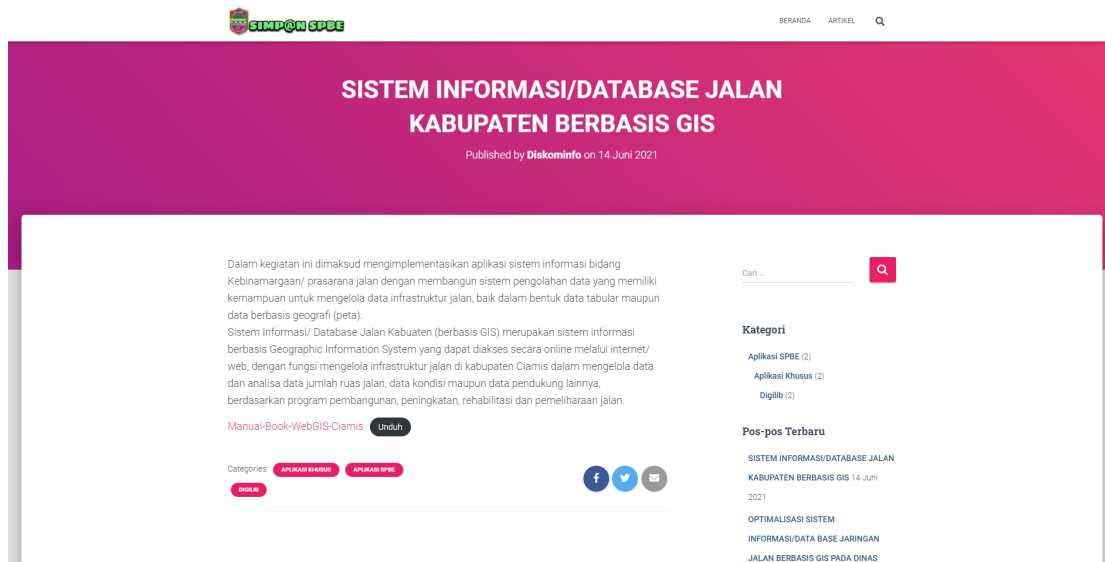 SIMP@N SPBE
BERANDA ARTIKEL
SISTEM INFORMASI/DATABASE JALAN
KABUPATEN BERBASIS GIS
Published by Diskominfo on 14 Juni 2021
Dalam kegiatan ini dimaksud mengimplementasikan aplikasi sistem informasi bidang
Kebinamargaan/ prasarana jalan dengan membangun sistem pengolahan data yang memiliki
kemampuan untuk mengelola data infrastruktur jalan, baik dalam bentuk data tabular maupun
data berbasis geografi (peta).
Sistem Informasi/ Database Jalan Kabuaten (berbasis GIS) merupakan sistem informasi
berbasis Geographic Information System yang dapat diakses secara online melalui internet/
web, dengan fungsi mengelola infrastruktur jalan di kabupaten Ciamis dalam mengelola data
dan analisa data jumlah ruas jalan, data kondisi maupun data pendukung lainnya,
berdasarkan program pembangunan, peningkatan, rehabilitasi dan pemeliharaan jalan.
Manual-Book-WebGIS-Ciamis Unduh
Categories: APLIKASI KHUSUS APLIKASI SPBE
DIGILIB
Cari …
Kategori
Aplikasi SPBE (2)
Aplikasi Khusus (2)
Digilib (2)
Pos-pos Terbaru
SISTEM INFORMASI/DATABASE JALAN
KABUPATEN BERBASIS GIS 14 Juni
2021
OPTIMALISASI SISTEM
INFORMASI/DATA BASE JARINGAN
JALAN BERBASIS GIS PADA DINAS